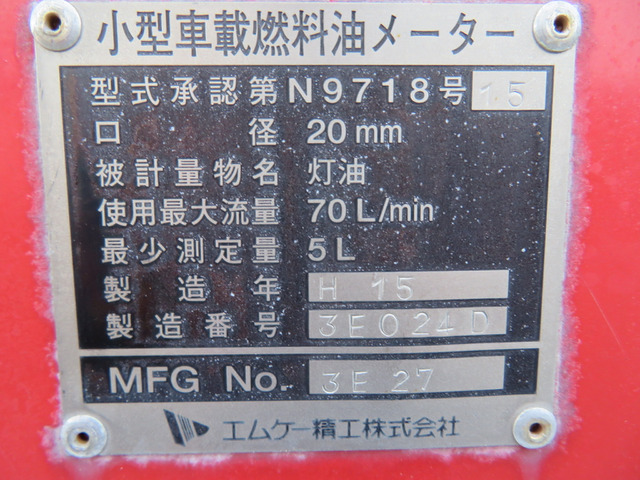 小型車載燃料油メーター
型式承認第N9718号 15
口径 20mm
被計量物名 灯油
使用最大流量 70L/min
最少測定量 5L
製造年 H 15
製造番号 3E024D
MFG No. 3E 27
エムケー精工株式会社